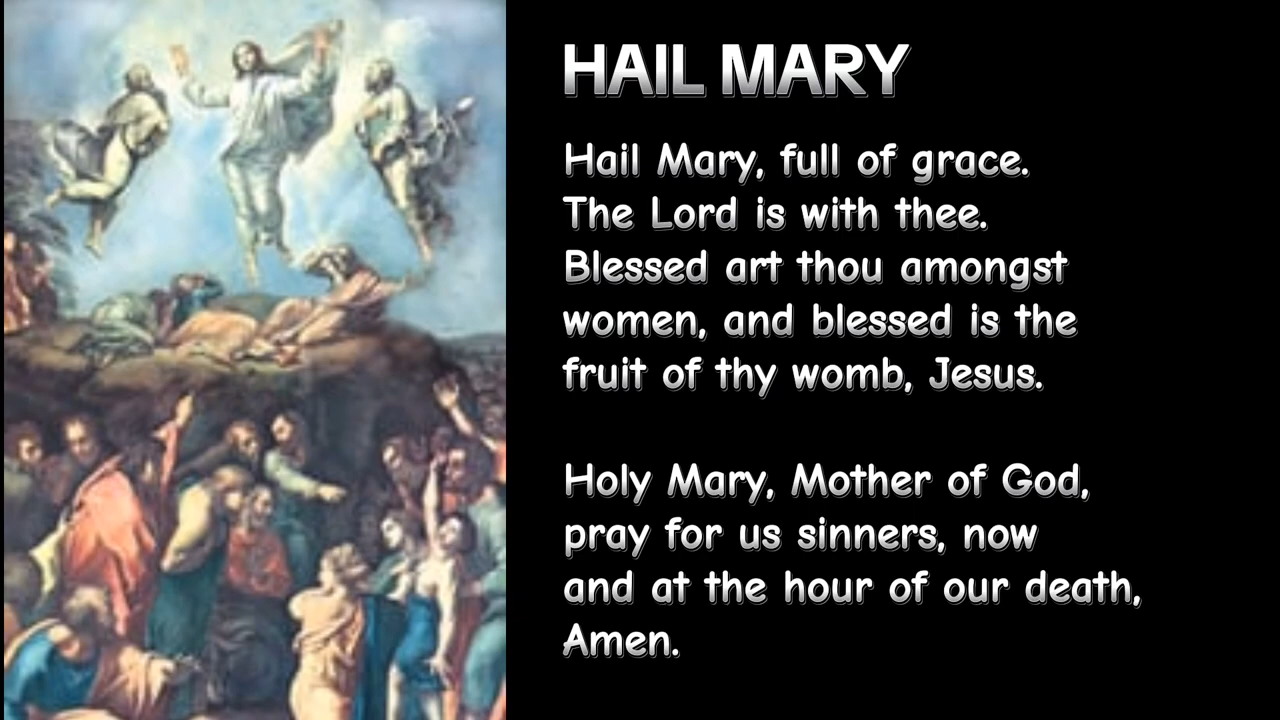 HAIL MARY
Hail Mary, full of grace.
The Lord is with thee.
Blessed art thou amongst
women, and blessed is the
fruit of thy womb, Jesus.
Holy Mary, Mother of God,
pray for us sinners, now
and at the hour of our death,
Amen.